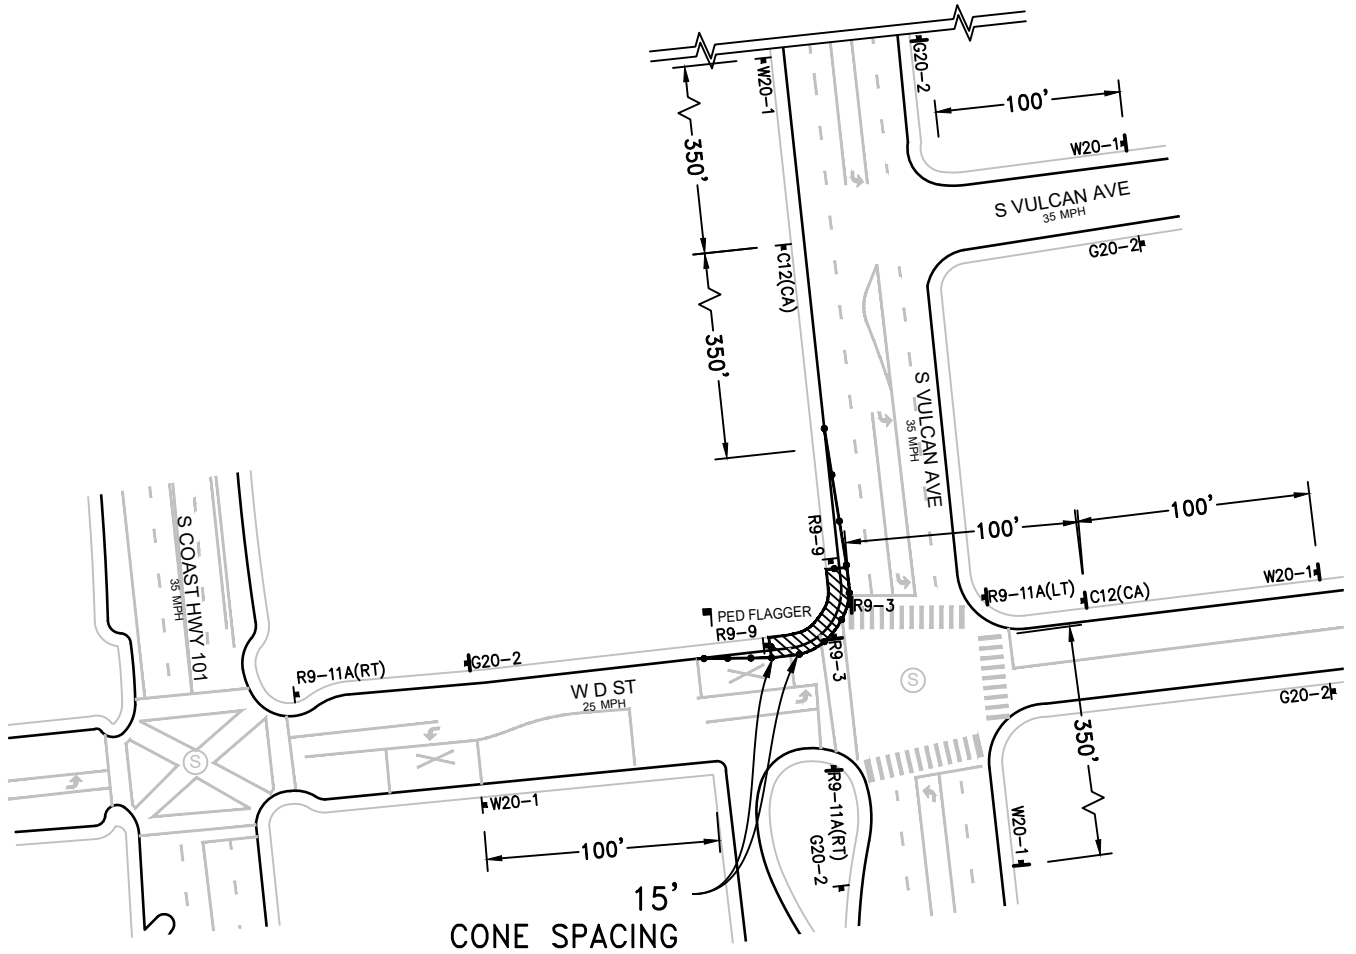 W20-1
G20-2
100'
W20-1
350'
S VULCAN AVE
35 MPH
G20-2
C12(CA)
350'
S VULCAN AVE
35 MPH
100'
100'
S COAST HWY 101
35 MPH
R9-9
W20-1
R9-11A(LT)
C12(CA)
PED FLAGGER
R9-3
R9-9
R9-3
G20-2
R9-11A(RT)
W D ST
25 MPH
S
S
G20-2
350'
W20-1
100'
R9-11A(RT)
G20-2
W20-1
15'
CONE SPACING